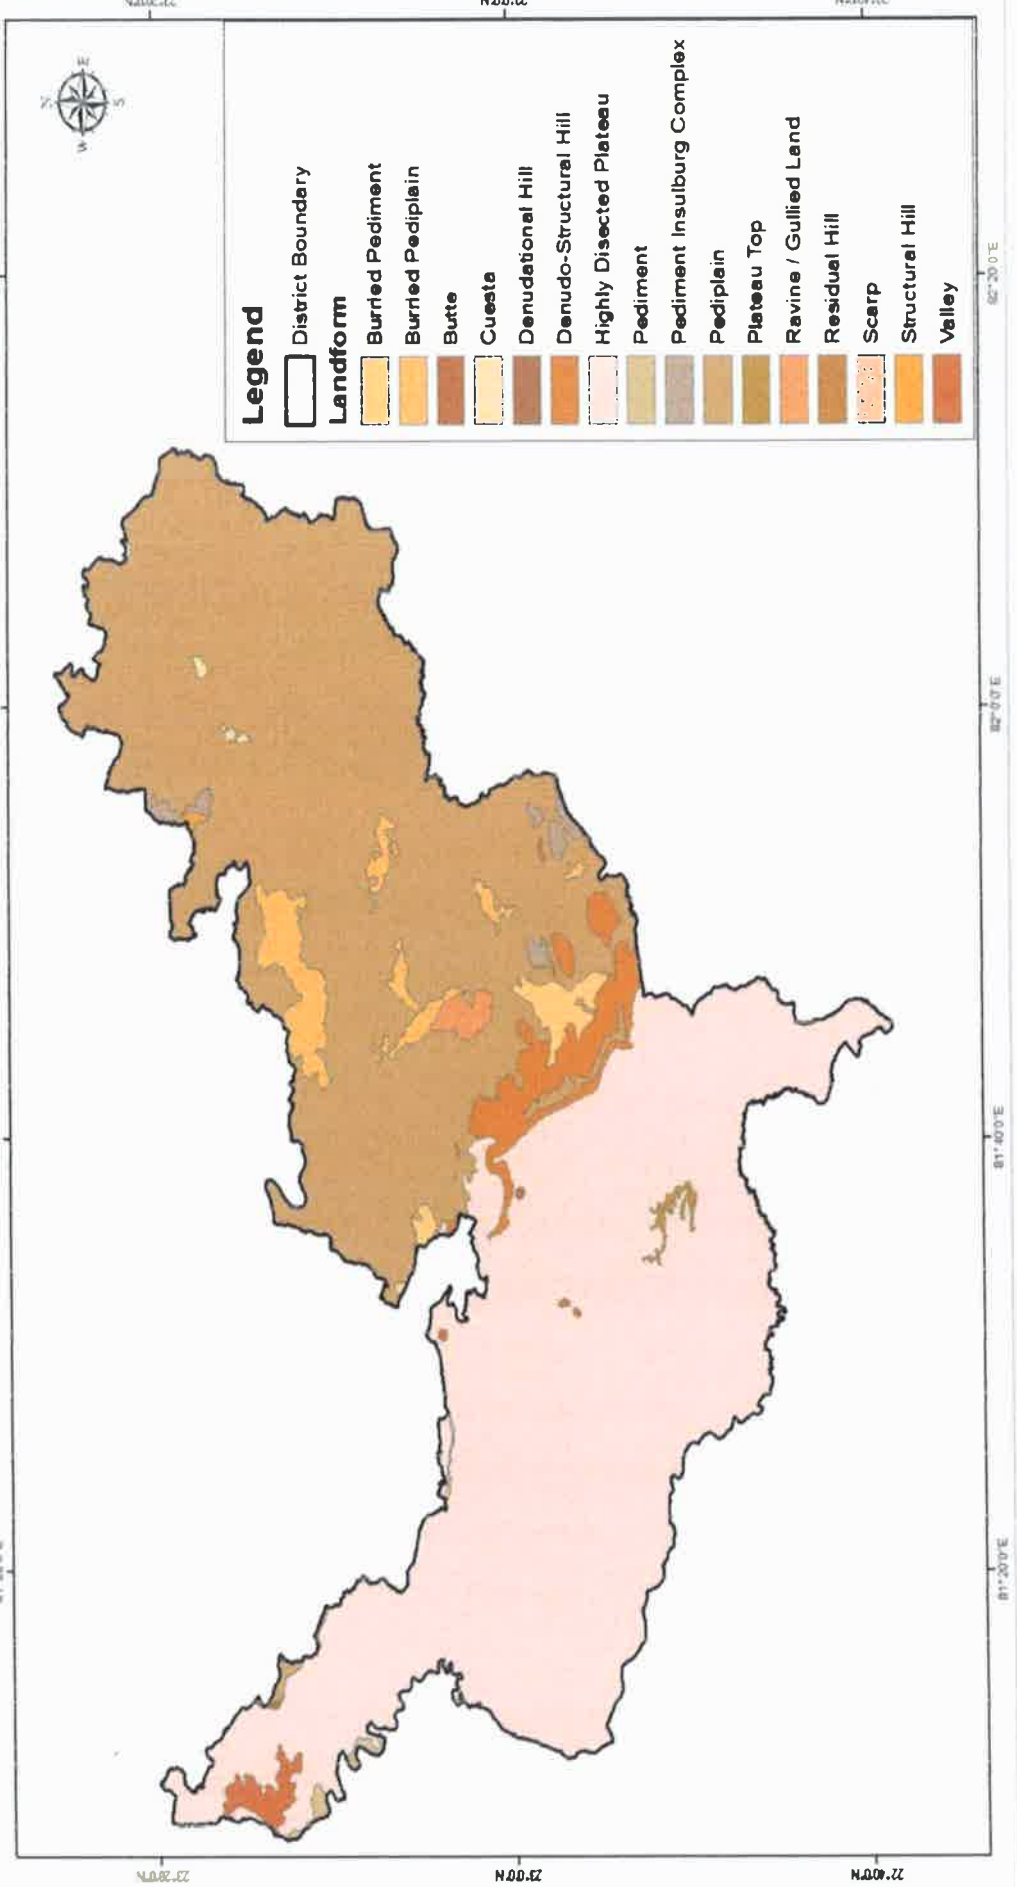 Legend
District Boundary
Landform
Burried Pediment
Burried Pediplain
Butte
Cuesta
Denudational Hill
Denudo-Structural Hill
Highly Disected Plateau
Pediment
Pediment Insulburg Complex
Pediplain
Plateau Top
Ravine / Gullied Land
Residual Hill
Scarp
Structural Hill
Valley
N
E
S
W
23°20'0"N
23°0'0"N
22°40'0"N
81°20'0"E
81°40'0"E
82°0'0"E
82°20'0"E